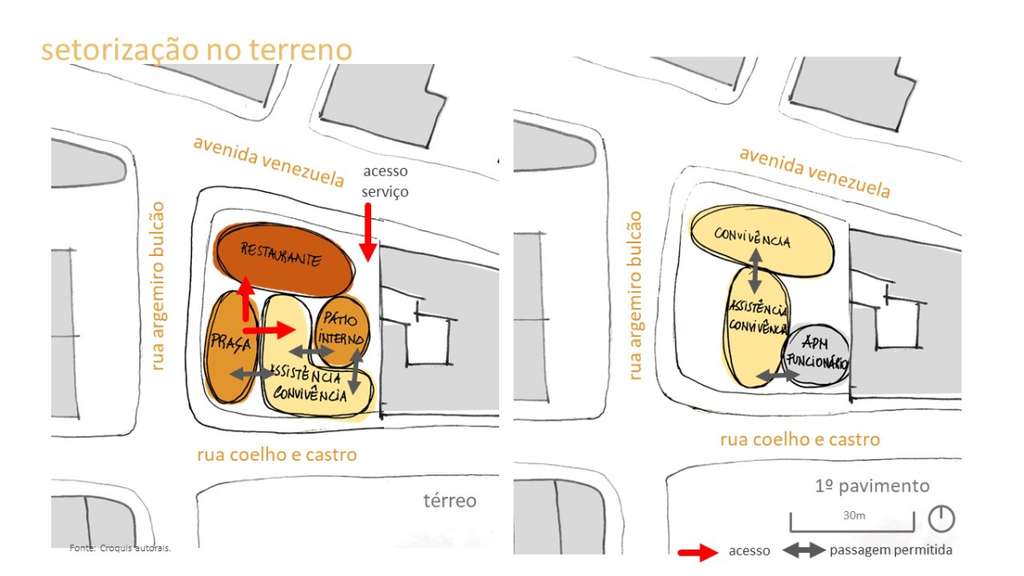 setorização no terreno
avenida venezuela
acesso
serviço
rua argemiro bulcão
RESTAURANTE
PRAÇA
PÁTIO
INTERNO
ASSISTÊNCIA
CONVIVÊNCIA
rua coelho e castro
térreo
Fonte: Croquis autorais.
avenida venezuela
rua argemiro bulcão
CONVIVÊNCIA
ASSISTÊNCIA
CONVIVÊNCIA
ADM
FUNCIONÁRIO
rua coelho e castro
1º pavimento
30m
acesso
passagem permitida